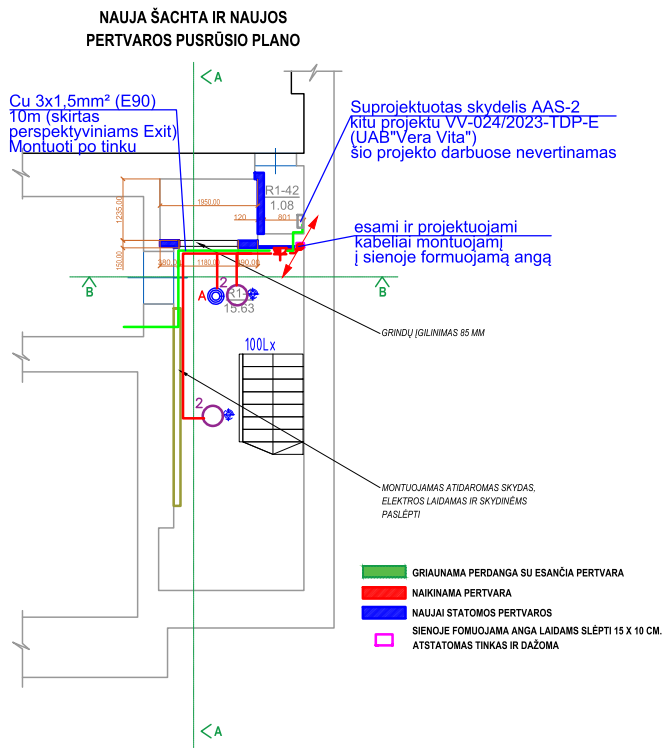 NAUJA ŠACHTA IR NAUJOS
PERTVAROS PUSRŪSIO PLANO
A
Cu 3x1,5mm² (E90)
10m (skirtas
perspektyviniams Exit)
Montuoti po tinku
Suprojektuotas skydelis AAS-2
kitu projektu VV-024/2023-TDP-E
(UAB"Vera Vita")
šio projekto darbuose nevertinamas
R1-42
1.08
1950,00
1235,00
120
801
esami ir projektuojami
kabeliai montuojami
į sienoje formuojamą angą
150,00
1180,00
B
B
2
A
15.63
GRINDŲ ĮGILINIMAS 85 MM
100Lx
2
MONTUOJAMAS ATIDAROMAS SKYDAS,
ELEKTROS LAIDAMAS IR SKYDINĖMS
PASLĖPTI
GRIAUNAMA PERDANGA SU ESANČIA PERTVARA
NAIKINAMA PERTVARA
NAUJAI STATOMOS PERTVAROS
SIENOJE FOMUOJAMA ANGA LAIDAMS SLĖPTI 15 X 10 CM.
ATSTATOMAS TINKAS IR DAŽOMA
A